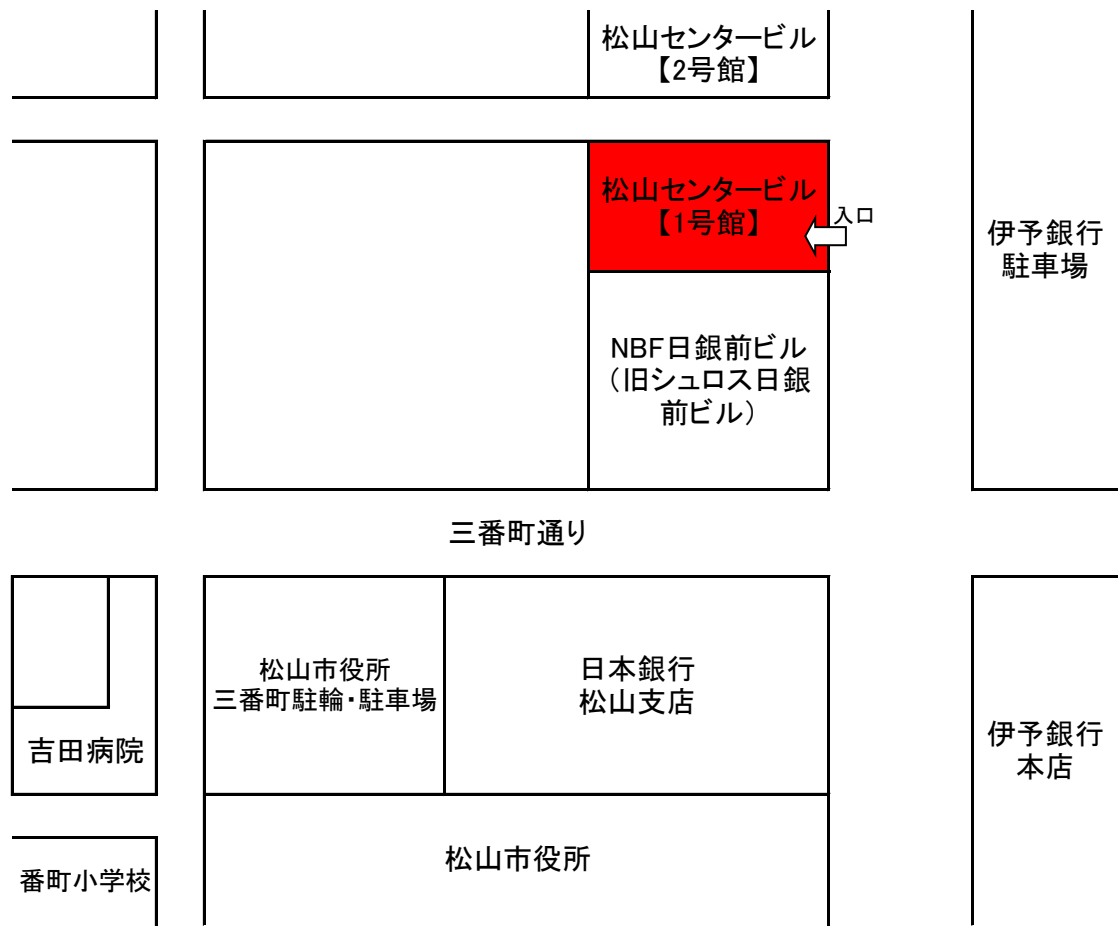 松山センタービル
【2号館】
松山センタービル
【1号館】
入口
伊予銀行
駐車場
NBF日銀前ビル
（旧シュロス日銀
前ビル）
三番町通り
松山市役所
三番町駐輪・駐車場
日本銀行
松山支店
吉田病院
伊予銀行
本店
松山市役所
番町小学校